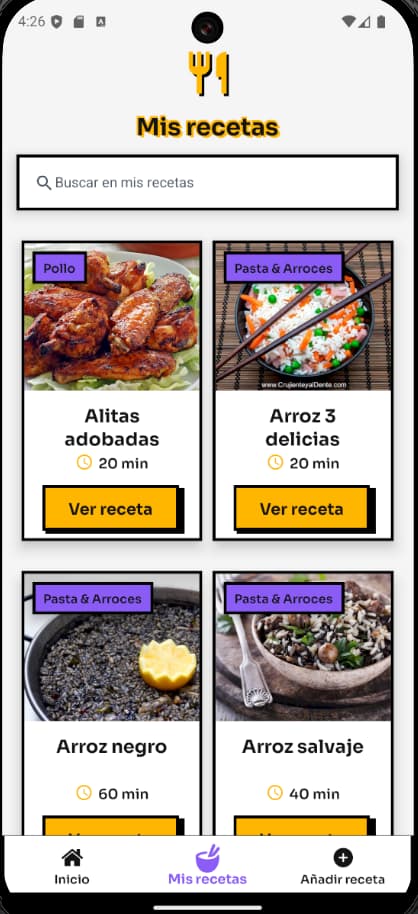 4:26
Mis recetas
Buscar en mis recetas
Pollo
Alitas
adobadas
20 min
Ver receta
Pasta & Arroces
www.CrujienteyalDente.com
Arroz 3
delicias
20 min
Ver receta
Pasta & Arroces
Arroz negro
60 min
Pasta & Arroces
Arroz salvaje
40 min
Inicio
Mis recetas
Añadir receta